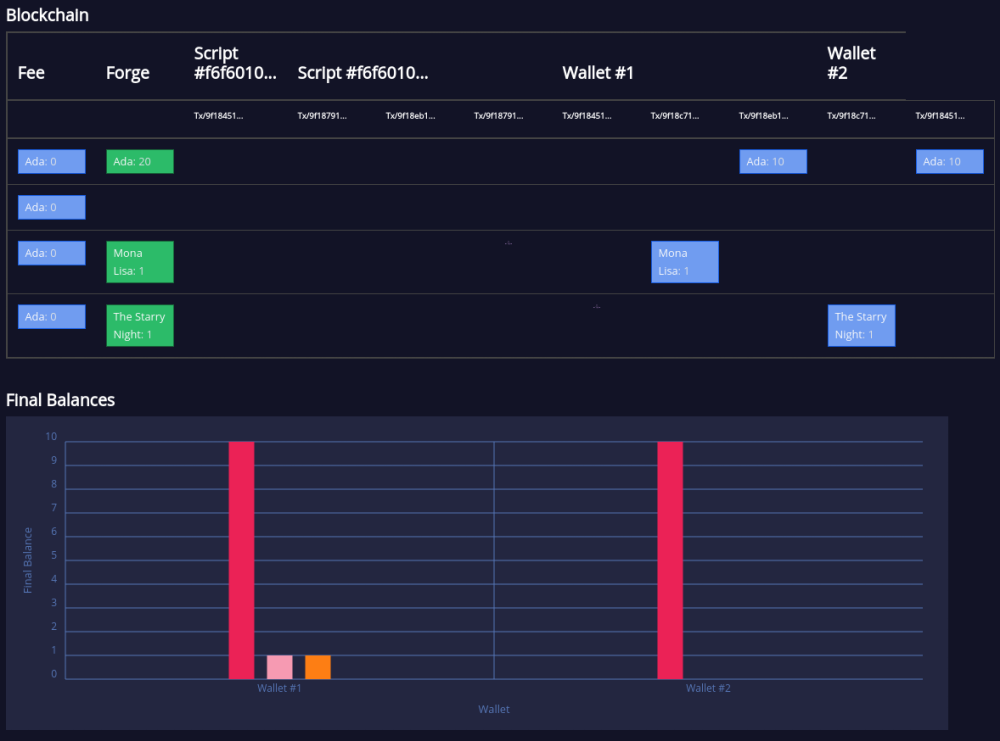 Blockchain
Fee Forge Script #f6f6010... Script #f6f6010... Wallet #1 Wallet #2
Tx/9f18451... Tx/9f18791... Tx/9f18eb1... Tx/9f18791... Tx/9f18451... Tx/9f18c71... Tx/9f18eb1... Tx/9f18c71... Tx/9f18451...
Ada: 0 Ada: 20 Ada: 10 Ada: 10
Ada: 0
Ada: 0 Mona Lisa: 1 Mona Lisa: 1
Ada: 0 The Starry Night: 1 The Starry Night: 1
Final Balances
10
9
8
7
6
5
4
3
2
1
0
Final Balance
Wallet #1 Wallet #2
Wallet